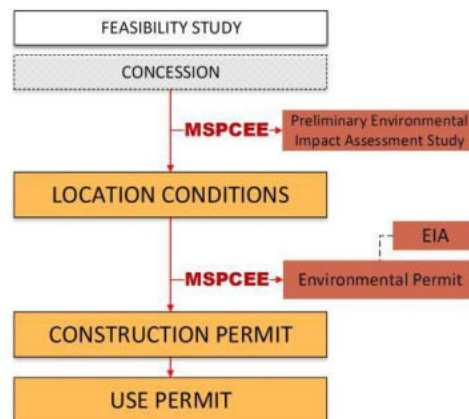 FEASIBILITY STUDY
CONCESSION
MSPCEE
Preliminary Environmental
Impact Assessment Study
LOCATION CONDITIONS
EIA
MSPCEE
Environmental Permit
CONSTRUCTION PERMIT
USE PERMIT